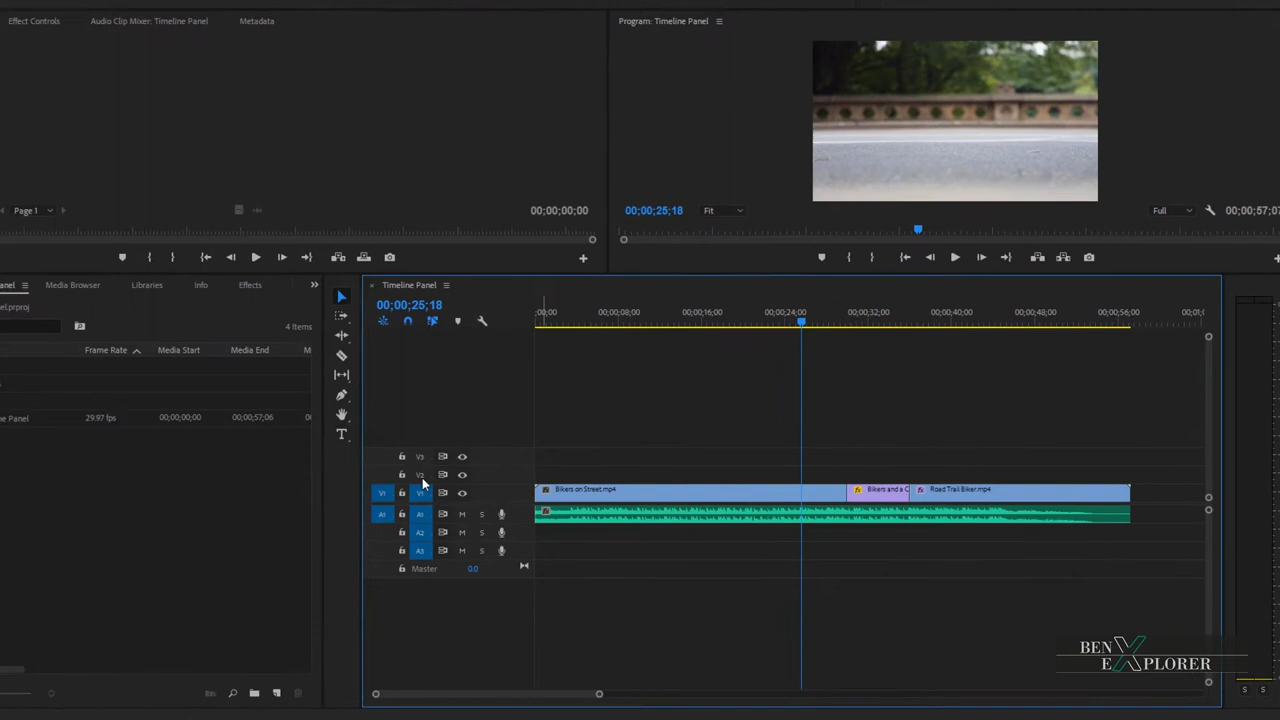 Effect Controls
Audio Clip Mixer: Timeline Panel
Metadata
Program: Timeline Panel
Page 1
00;00;00;00
00;00;25;18
Fit
Full
00;00;57;07
anel
Media Browser
Libraries
Info
Effects
nel.prproj
4 Items
Frame Rate
Media Start
Media End
ne Panel
29.97 fps
00;00;00;00
00;00;57;06
Timeline Panel
00;00;25;18
;00;00
00;00;08;00
00;00;16;00
00;00;24;00
00;00;32;00
00;00;40;00
00;00;48;00
00;00;56;00
00;01;0
V3
V2
V1 V1
Bikers on Street.mp4
Bikers and a C
Road Trail Biker.mp4
A1 A1 M S
A2 M S
A3 M S
Master 0.0
S S
BEN
EXPLORER